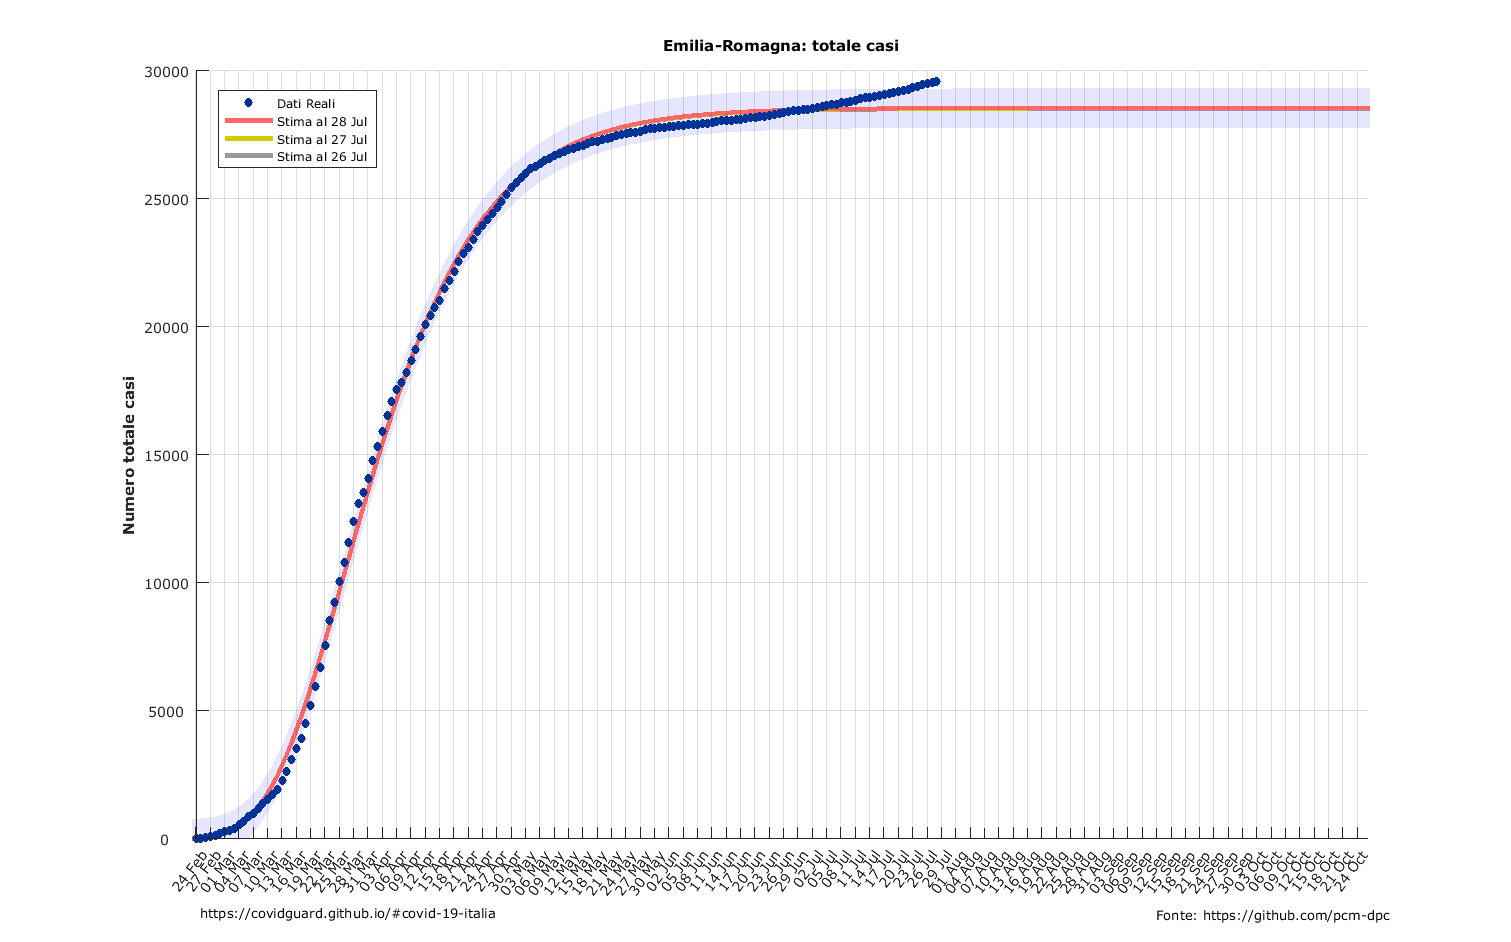 Emilia-Romagna: totale casi
30000
25000
20000
15000
10000
5000
0
Numero totale casi
Dati Reali
Stima al 28 Jul
Stima al 27 Jul
Stima al 26 Jul
24 Feb
27 Feb
01 Mar
04 Mar
07 Mar
10 Mar
13 Mar
16 Mar
19 Mar
22 Mar
25 Mar
28 Mar
31 Mar
03 Apr
06 Apr
09 Apr
12 Apr
15 Apr
18 Apr
21 Apr
24 Apr
27 Apr
30 Apr
03 May
06 May
09 May
12 May
15 May
18 May
21 May
24 May
27 May
30 May
02 Jun
05 Jun
08 Jun
11 Jun
14 Jun
17 Jun
20 Jun
23 Jun
26 Jun
29 Jun
02 Jul
05 Jul
08 Jul
11 Jul
14 Jul
17 Jul
20 Jul
23 Jul
26 Jul
29 Jul
01 Aug
04 Aug
07 Aug
10 Aug
13 Aug
16 Aug
19 Aug
22 Aug
25 Aug
28 Aug
31 Aug
03 Sep
06 Sep
09 Sep
12 Sep
15 Sep
18 Sep
21 Sep
24 Sep
27 Sep
30 Sep
03 Oct
06 Oct
09 Oct
12 Oct
15 Oct
18 Oct
21 Oct
24 Oct
https://covidguard.github.io/#covid-19-italia
Fonte: https://github.com/pcm-dpc